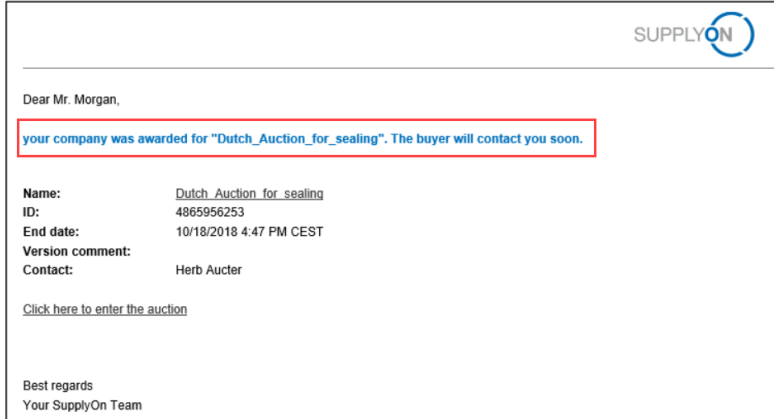 SUPPLYON
Dear Mr. Morgan,
your company was awarded for "Dutch_Auction_for_sealing". The buyer will contact you soon.
Name: Dutch_Auction_for_sealing
ID: 4865956253
End date: 10/18/2018 4:47 PM CEST
Version comment:
Contact: Herb Aucter
Click here to enter the auction
Best regards
Your SupplyOn Team